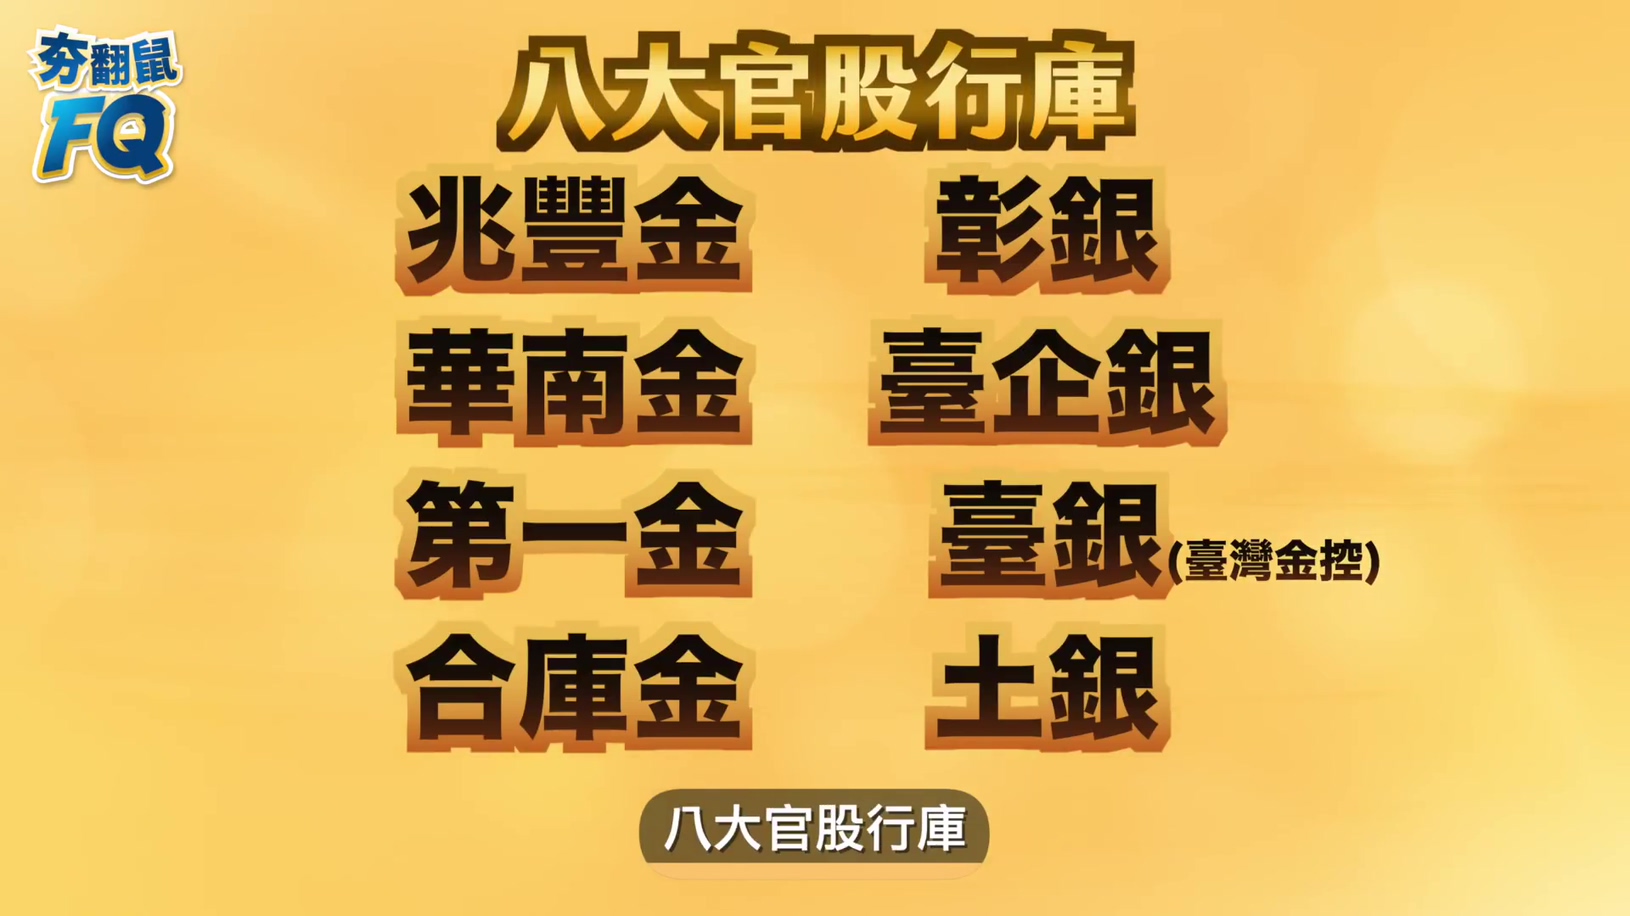 夯翻鼠
FQ
八大官股行庫
兆豐金
彰銀
華南金
臺企銀
第一金
臺銀(臺灣金控)
合庫金
土銀
八大官股行庫